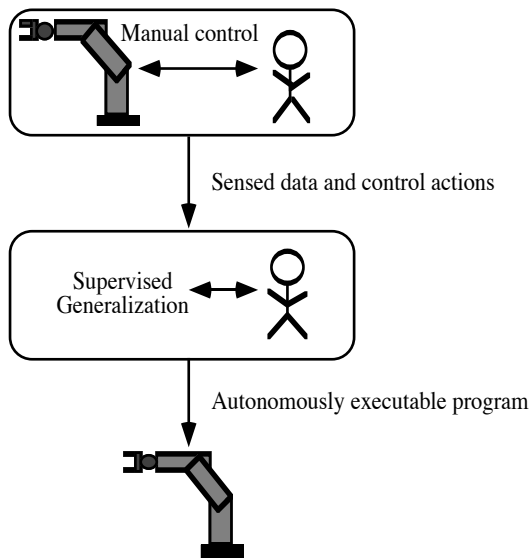 Manual control
Sensed data and control actions
Supervised
Generalization
Autonomously executable program